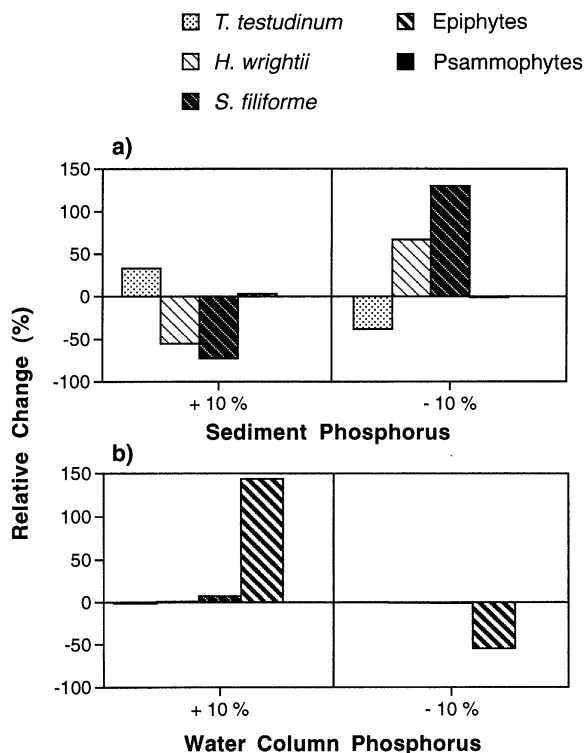 T. testudinum
Epiphytes
H. wrightii
Psammophytes
S. filiforme
a)
150
100
50
0
-50
-100
+ 10 %
- 10 %
Sediment Phosphorus
Relative Change (%)
b)
150
100
50
0
-50
-100
+ 10 %
- 10 %
Water Column Phosphorus